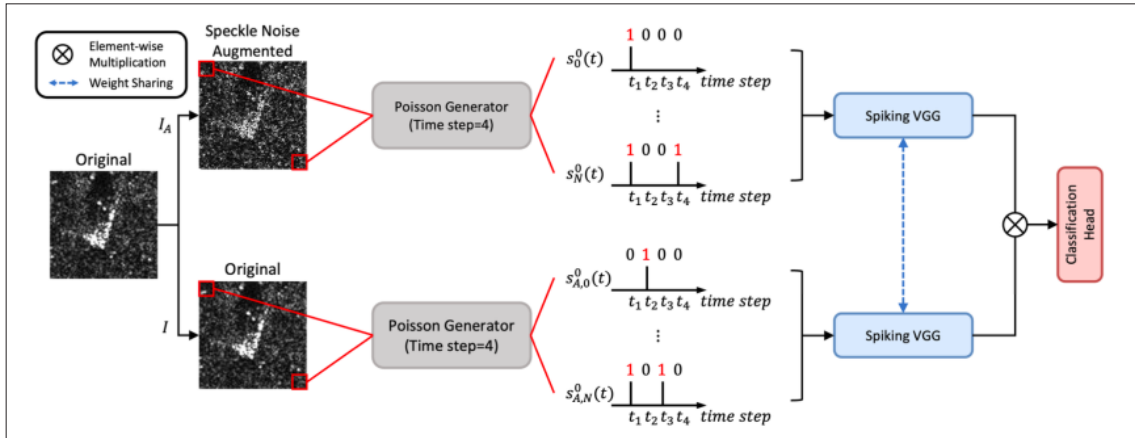 Element-wise
Multiplication
Weight Sharing
Speckle Noise
Augmented
I_A
Original
I
Original
Poisson Generator
(Time step=4)
s_0^0(t)
1 0 0 0
t_1 t_2 t_3 t_4 time step
⋮
s_N^0(t)
1 0 0 1
t_1 t_2 t_3 t_4 time step
Poisson Generator
(Time step=4)
s_{A,0}^0(t)
0 1 0 0
t_1 t_2 t_3 t_4 time step
⋮
s_{A,N}^0(t)
1 0 1 0
t_1 t_2 t_3 t_4 time step
Spiking VGG
Spiking VGG
Classification
Head